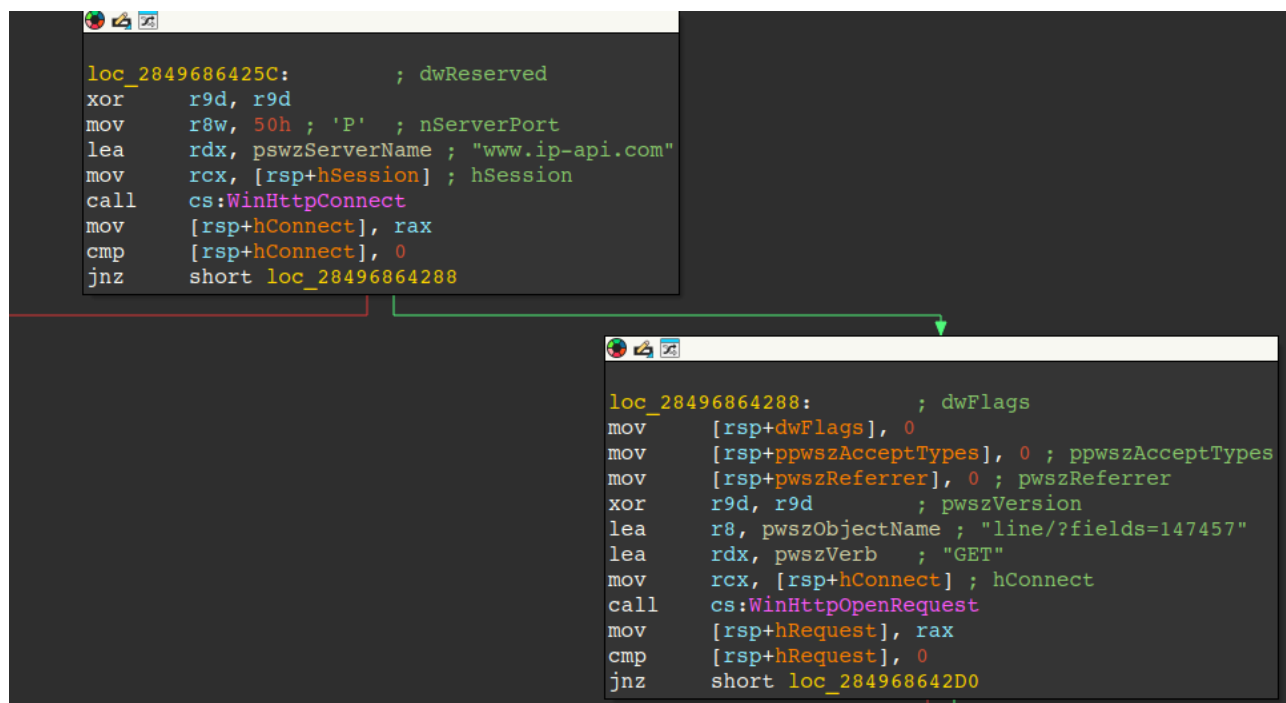 loc_2849686425C: ; dwReserved
xor r9d, r9d
mov r8w, 50h ; 'P' ; nServerPort
lea rdx, pswzServerName ; "www.ip-api.com"
mov rcx, [rsp+hSession] ; hSession
call cs:WinHttpConnect
mov [rsp+hConnect], rax
cmp [rsp+hConnect], 0
jnz short loc_28496864288
loc_28496864288: ; dwFlags
mov [rsp+dwFlags], 0
mov [rsp+ppwszAcceptTypes], 0 ; ppwszAcceptTypes
mov [rsp+pwszReferrer], 0 ; pwszReferrer
xor r9d, r9d ; pwszVersion
lea r8, pwszObjectName ; "line/?fields=147457"
lea rdx, pwszVerb ; "GET"
mov rcx, [rsp+hConnect] ; hConnect
call cs:WinHttpOpenRequest
mov [rsp+hRequest], rax
cmp [rsp+hRequest], 0
jnz short loc_284968642D0